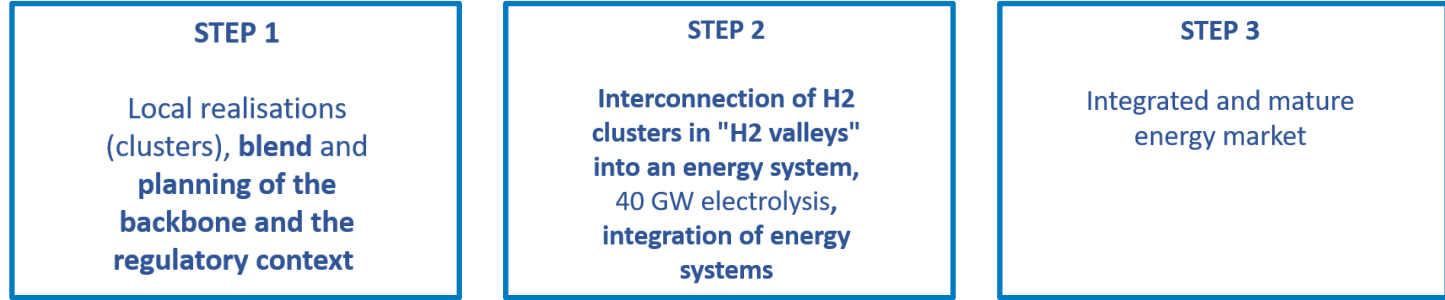 STEP 1
Local realisations
(clusters), blend and
planning of the
backbone and the
regulatory context
STEP 2
Interconnection of H2
clusters in "H2 valleys"
into an energy system,
40 GW electrolysis,
integration of energy
systems
STEP 3
Integrated and mature
energy market